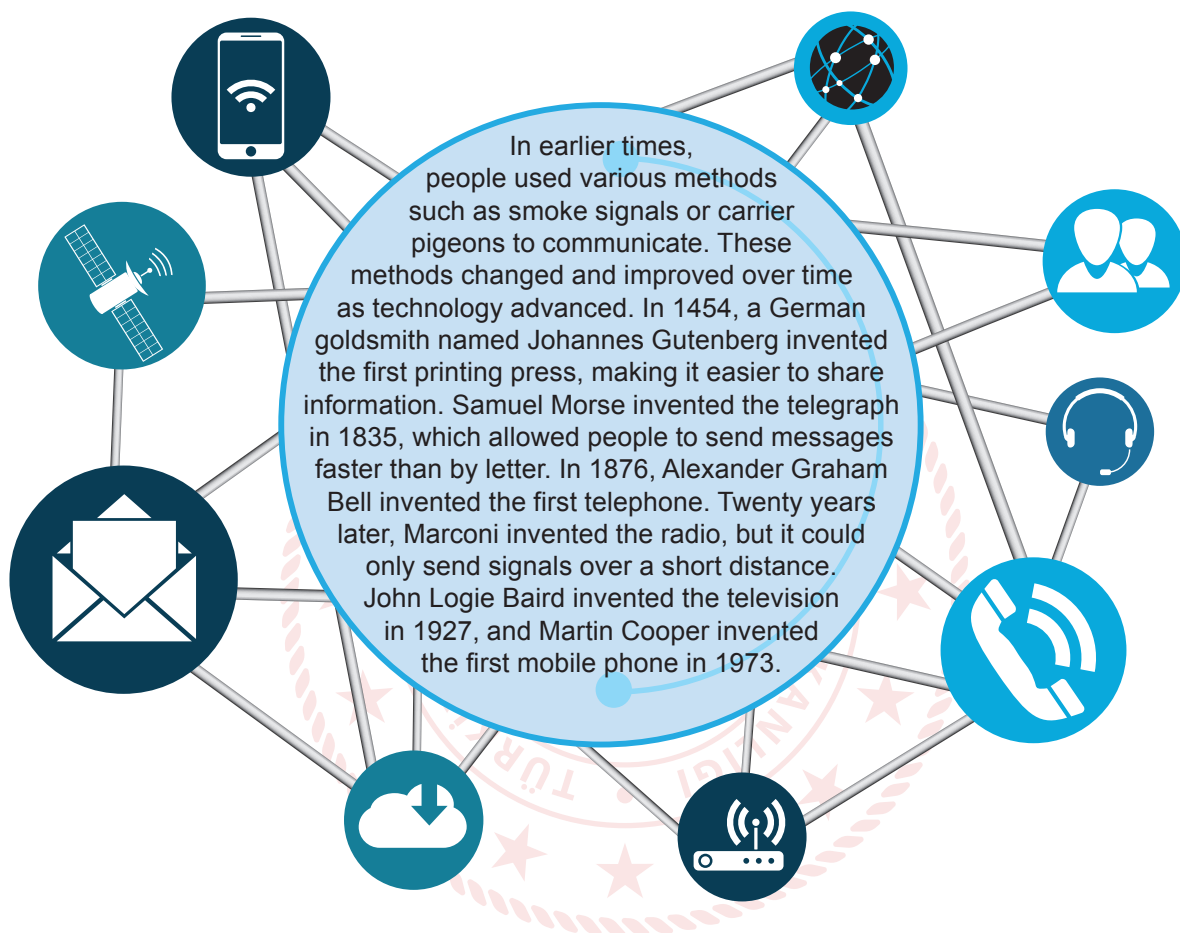 In earlier times,
people used various methods
such as smoke signals or carrier
pigeons to communicate. These
methods changed and improved over time
as technology advanced. In 1454, a German
goldsmith named Johannes Gutenberg invented
the first printing press, making it easier to share
information. Samuel Morse invented the telegraph
in 1835, which allowed people to send messages
faster than by letter. In 1876, Alexander Graham
Bell invented the first telephone. Twenty years
later, Marconi invented the radio, but it could
only send signals over a short distance.
John Logie Baird invented the television
in 1927, and Martin Cooper invented
the first mobile phone in 1973.